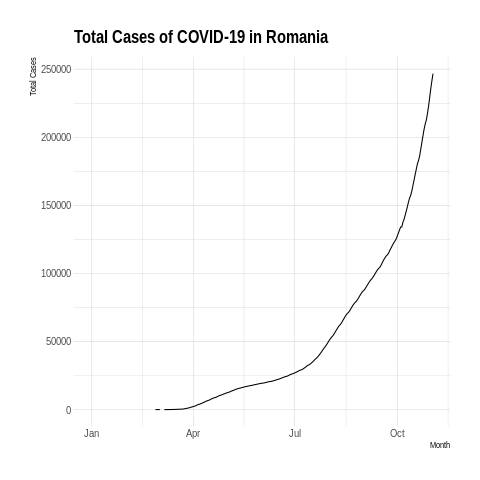 Total Cases of COVID-19 in Romania
Total Cases
250000
200000
150000
100000
50000
0
Jan Apr Jul Oct
Month